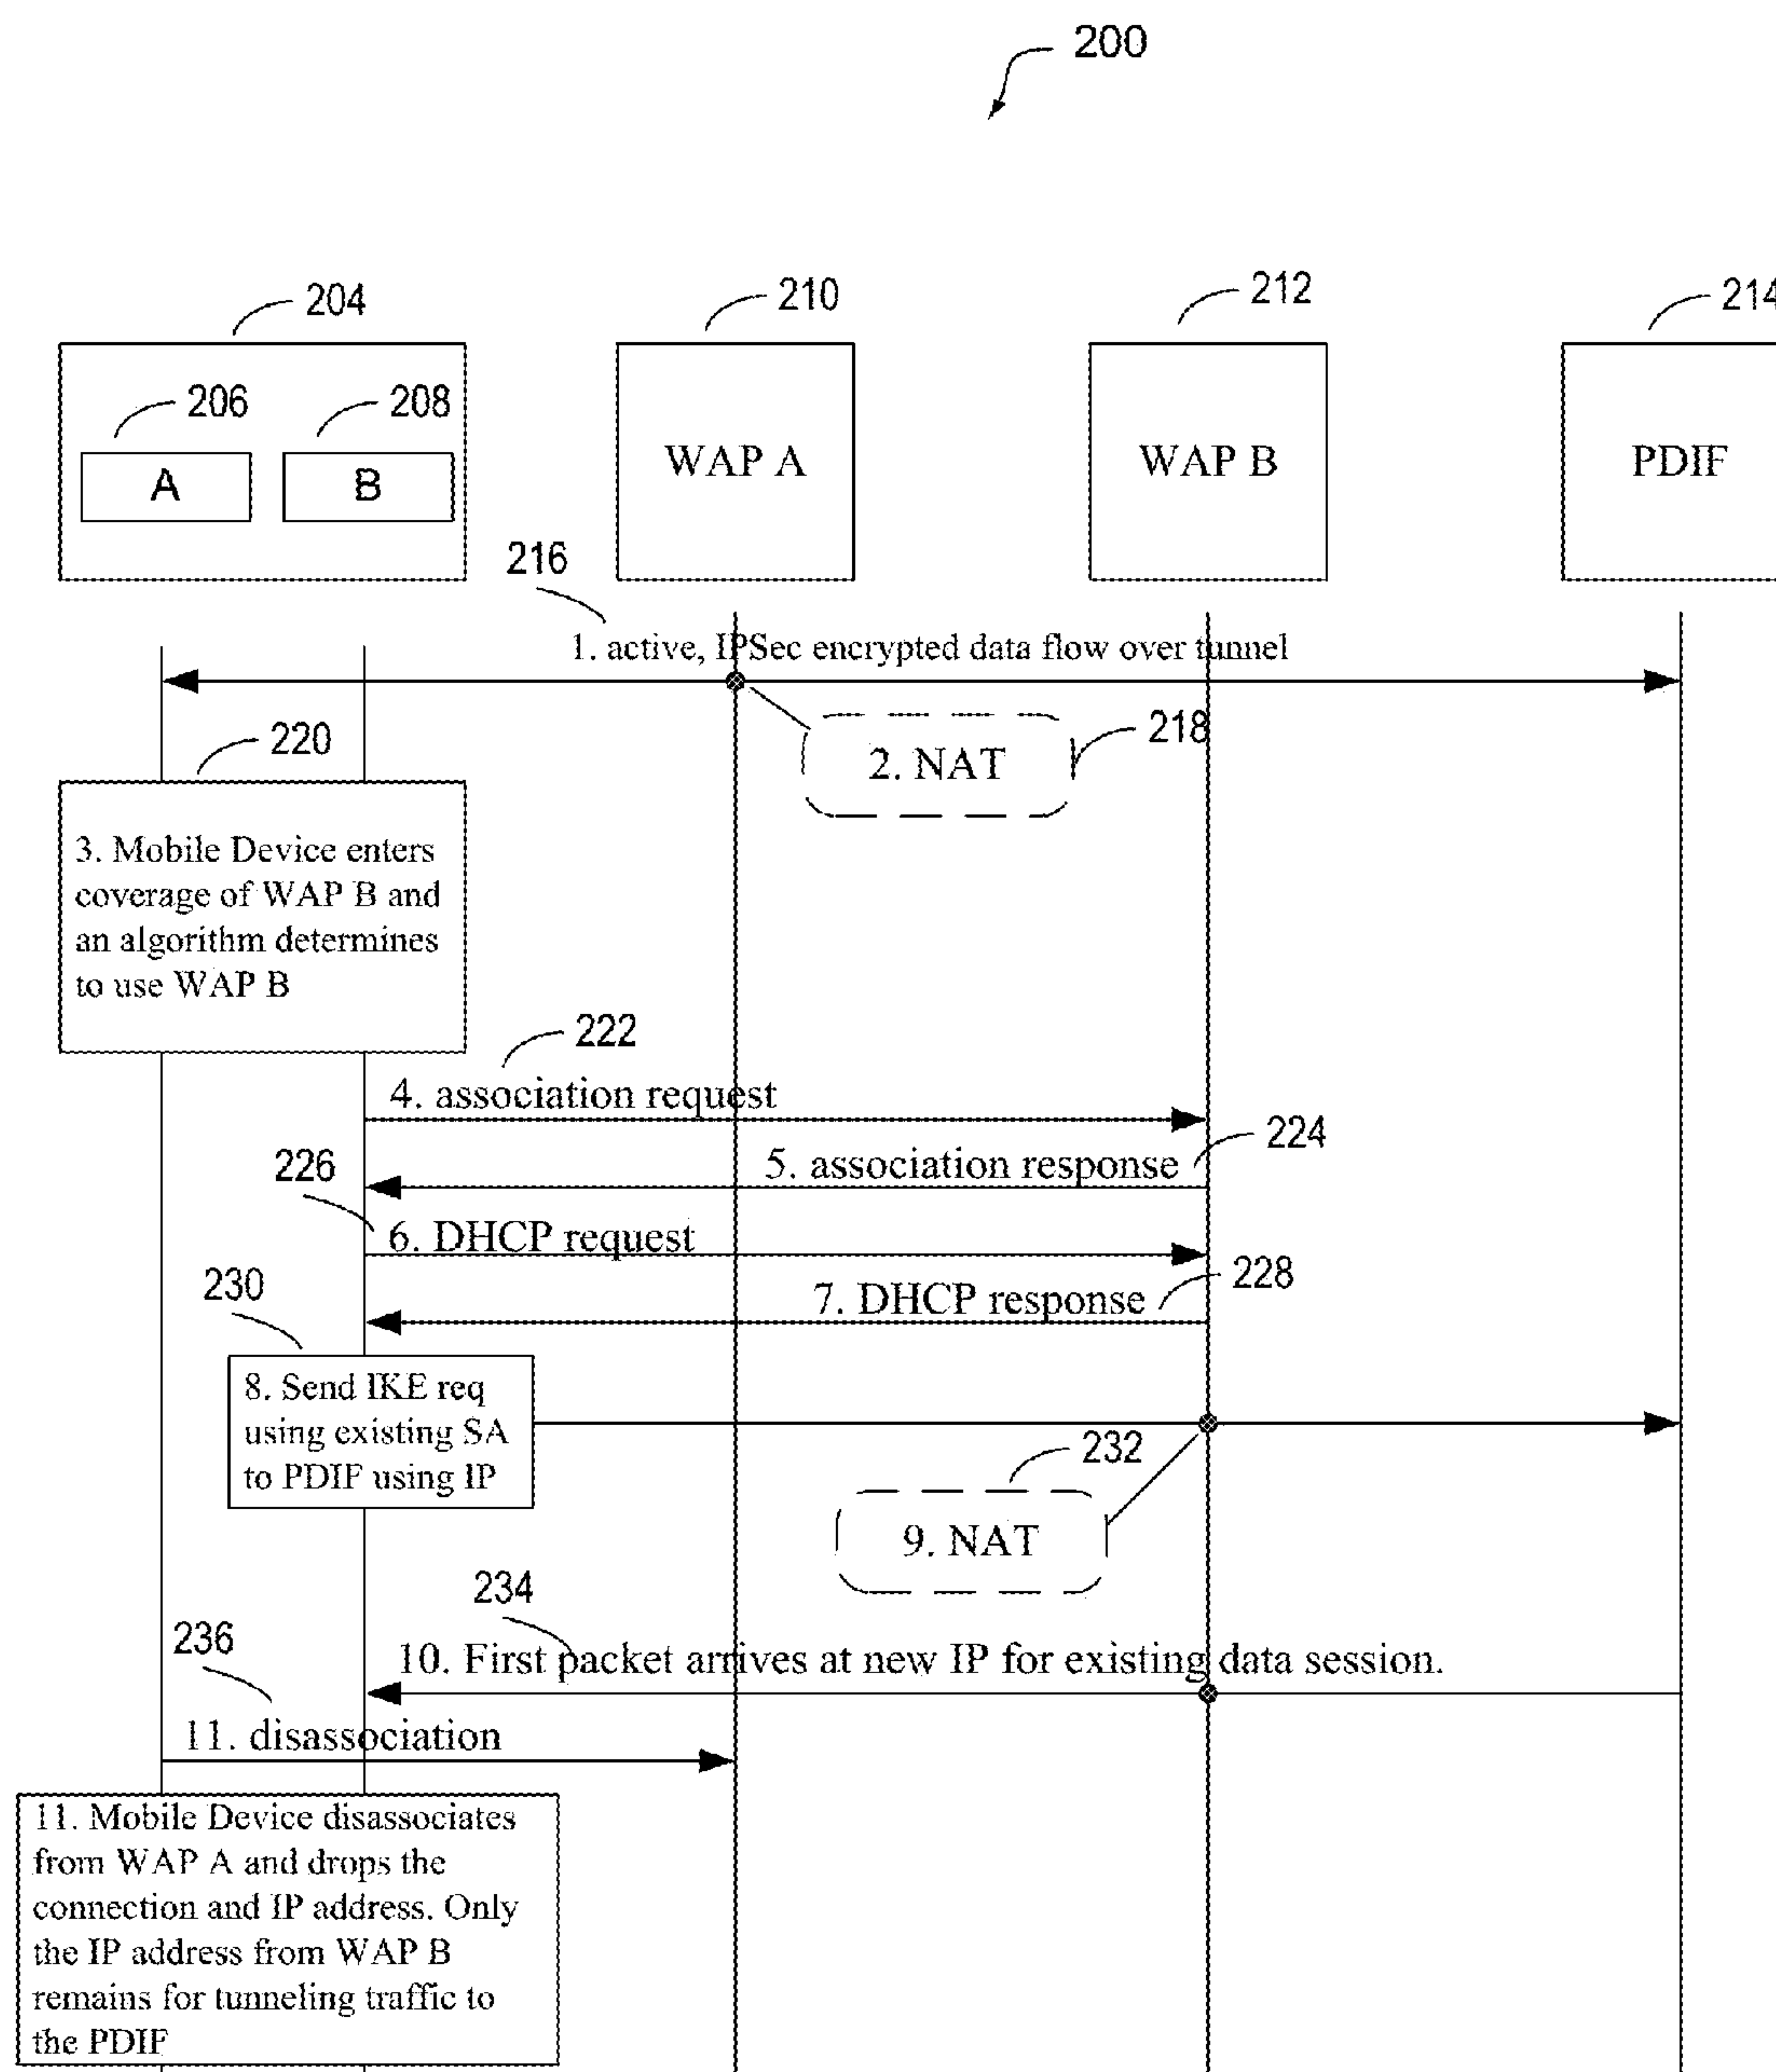 200
204
210
212
214
206
208
A
B
WAP A
WAP B
PDIF
216
1. active, IPSec encrypted data flow over tunnel
218
2. NAT
220
3. Mobile Device enters
coverage of WAP B and
an algorithm determines
to use WAP B
222
4. association request
224
5. association response
226
6. DHCP request
228
7. DHCP response
230
8. Send IKE req
using existing SA
to PDIF using IP
232
9. NAT
234
10. First packet arrives at new IP for existing data session.
236
11. disassociation
11. Mobile Device disassociates
from WAP A and drops the
connection and IP address. Only
the IP address from WAP B
remains for tunneling traffic to
the PDIF